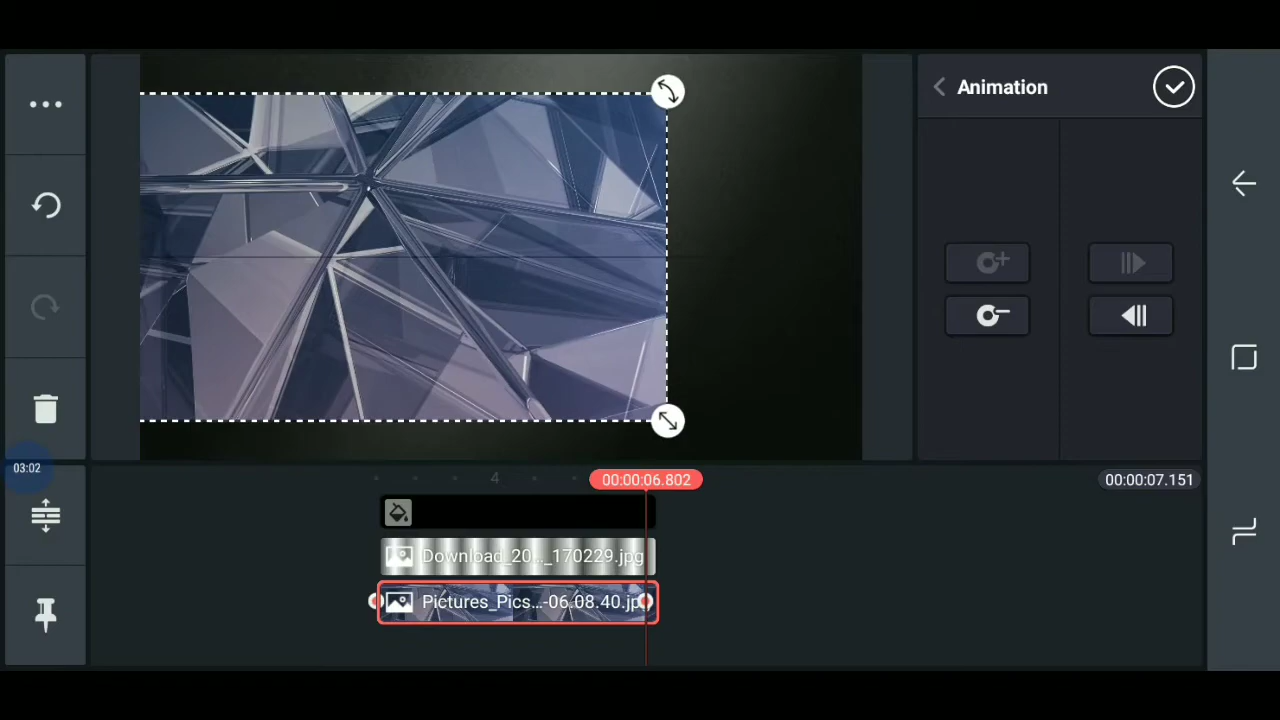 Animation
03:02
4
00:00:06.802
00:00:07.151
Download_20..._170229.jpg
Pictures_Pics...-06.08.40.jp